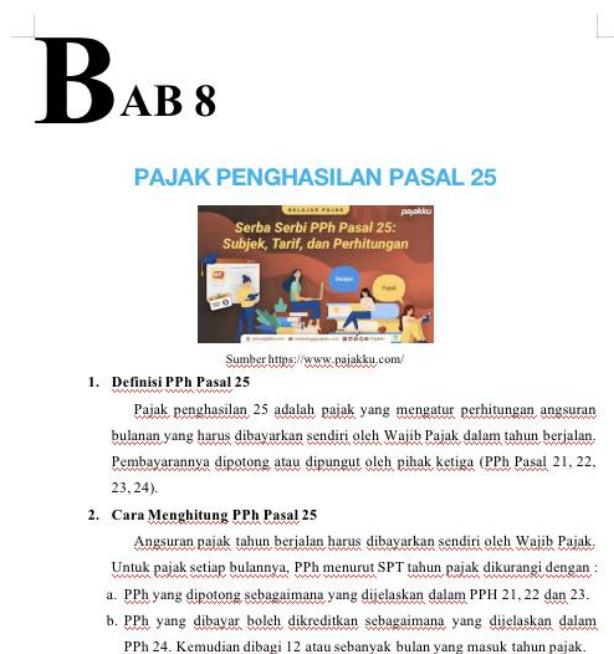 BAB 8
PAJAK PENGHASILAN PASAL 25
BELAJAR PAJAK
pajakku
Serba Serbi PPh Pasal 25:
Subjek, Tarif, dan Perhitungan
Belajar
Pajak
Sumber https://www.pajakku.com/
1. Definisi PPh Pasal 25
Pajak penghasilan 25 adalah pajak yang mengatur perhitungan angsuran
bulanan yang harus dibayarkan sendiri oleh Wajib Pajak dalam tahun berjalan.
Pembayarannya dipotong atau dipungut oleh pihak ketiga (PPh Pasal 21, 22,
23, 24).
2. Cara Menghitung PPh Pasal 25
Angsuran pajak tahun berjalan harus dibayarkan sendiri oleh Wajib Pajak.
Untuk pajak setiap bulannya, PPh menurut SPT tahun pajak dikurangi dengan :
a. PPh yang dipotong sebagaimana yang dijelaskan dalam PPH 21, 22 dan 23.
b. PPh yang dibayar boleh dikreditkan sebagaimana yang dijelaskan dalam
PPh 24. Kemudian dibagi 12 atau sebanyak bulan yang masuk tahun pajak.